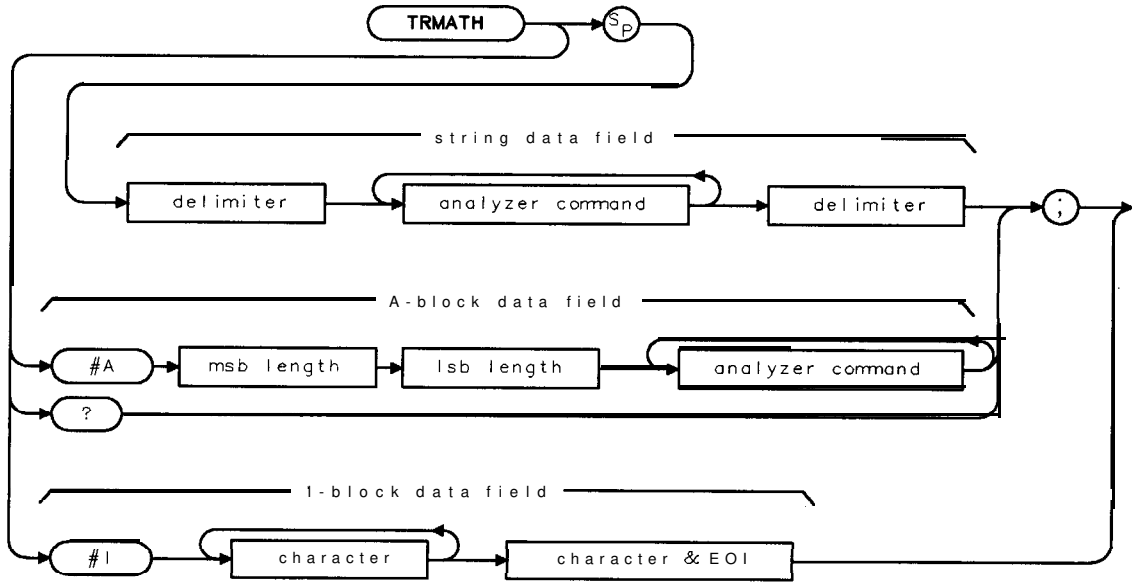 TRMATH
SP
string data field
delimiter
analyzer command
delimiter
;
A-block data field
#A
msb length
lsb length
analyzer command
?
1-block data field
#I
character
character & EOI